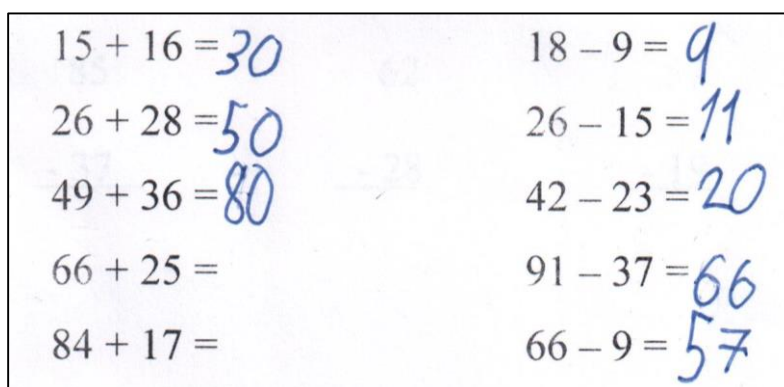 15 + 16 = 30
26 + 28 = 50
49 + 36 = 80
66 + 25 =
84 + 17 =
18 – 9 = 9
26 – 15 = 11
42 – 23 = 20
91 – 37 = 66
66 – 9 = 57